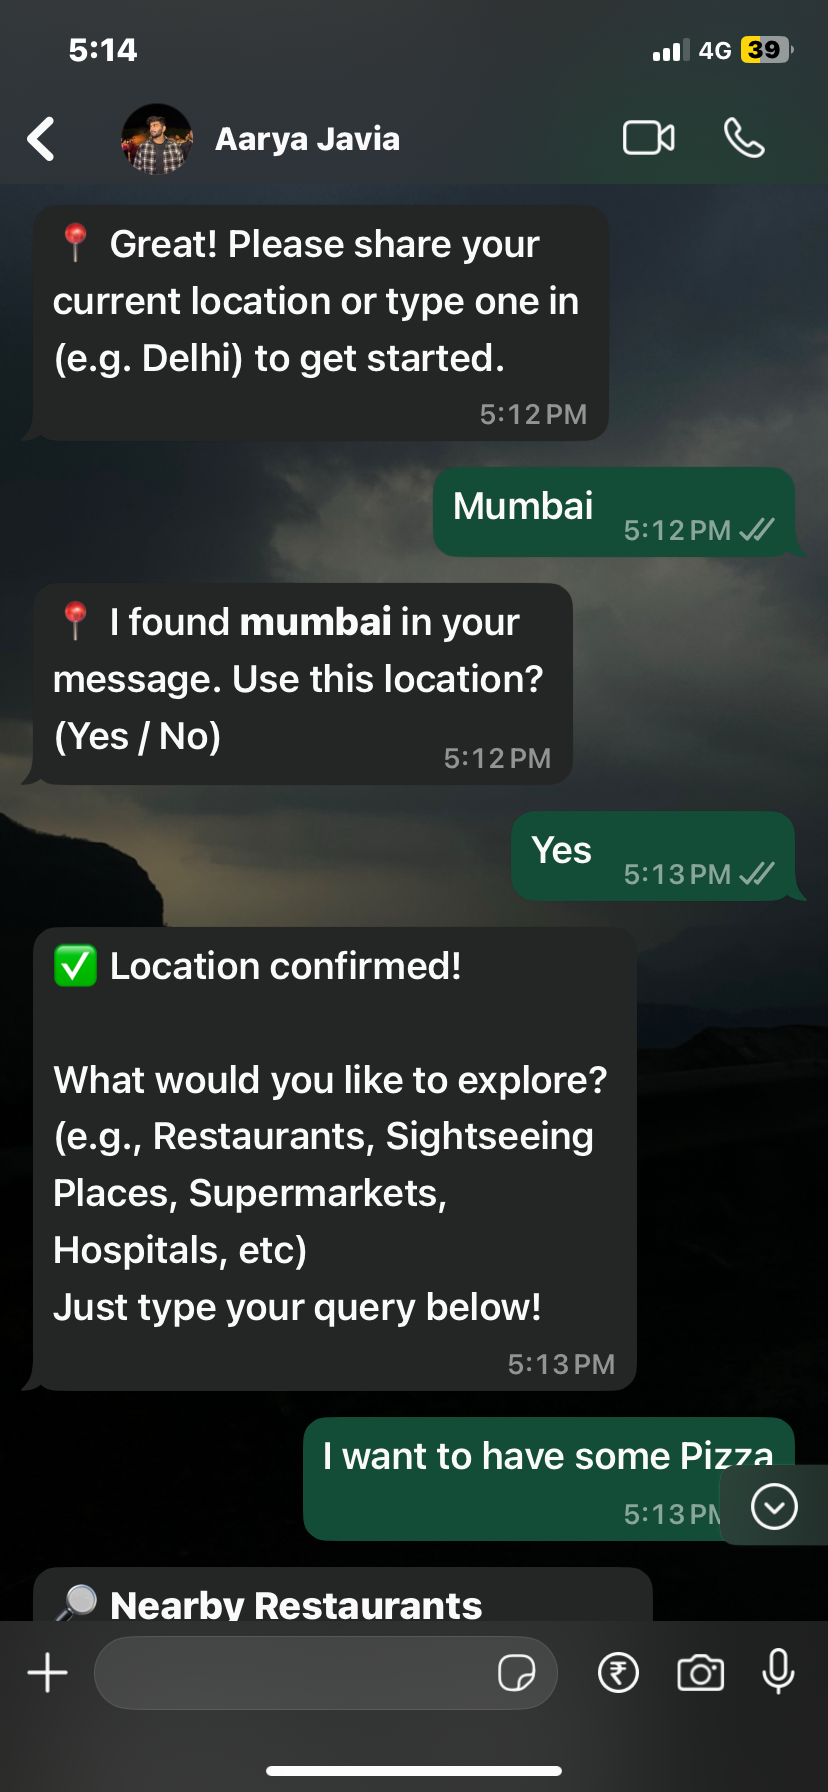 5:14
4G 39
Aarya Javia
📍 Great! Please share your
current location or type one in
(e.g. Delhi) to get started.
5:12 PM
Mumbai
5:12 PM
📍 I found mumbai in your
message. Use this location?
(Yes / No)
5:12 PM
Yes
5:13 PM
✅ Location confirmed!
What would you like to explore?
(e.g., Restaurants, Sightseeing
Places, Supermarkets,
Hospitals, etc)
Just type your query below!
5:13 PM
I want to have some Pizza
5:13 PM
🔎 Nearby Restaurants